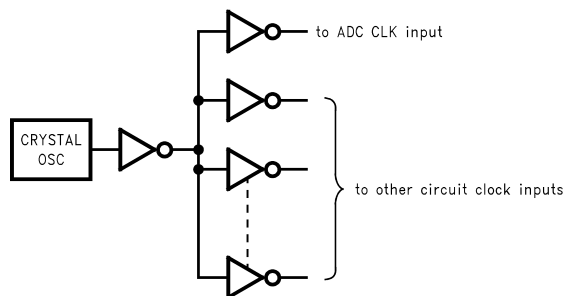 to ADC CLK input
CRYSTAL
OSC
to other circuit clock inputs